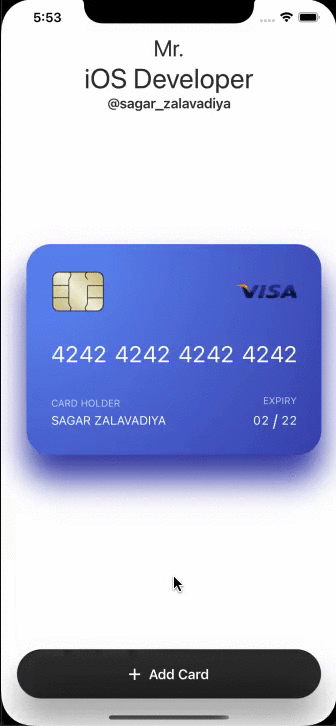 5:53
Mr.
iOS Developer
@sagar_zalavadiya
VISA
4242 4242 4242 4242
CARD HOLDER
EXPIRY
SAGAR ZALAVADIYA
02 / 22
+ Add Card